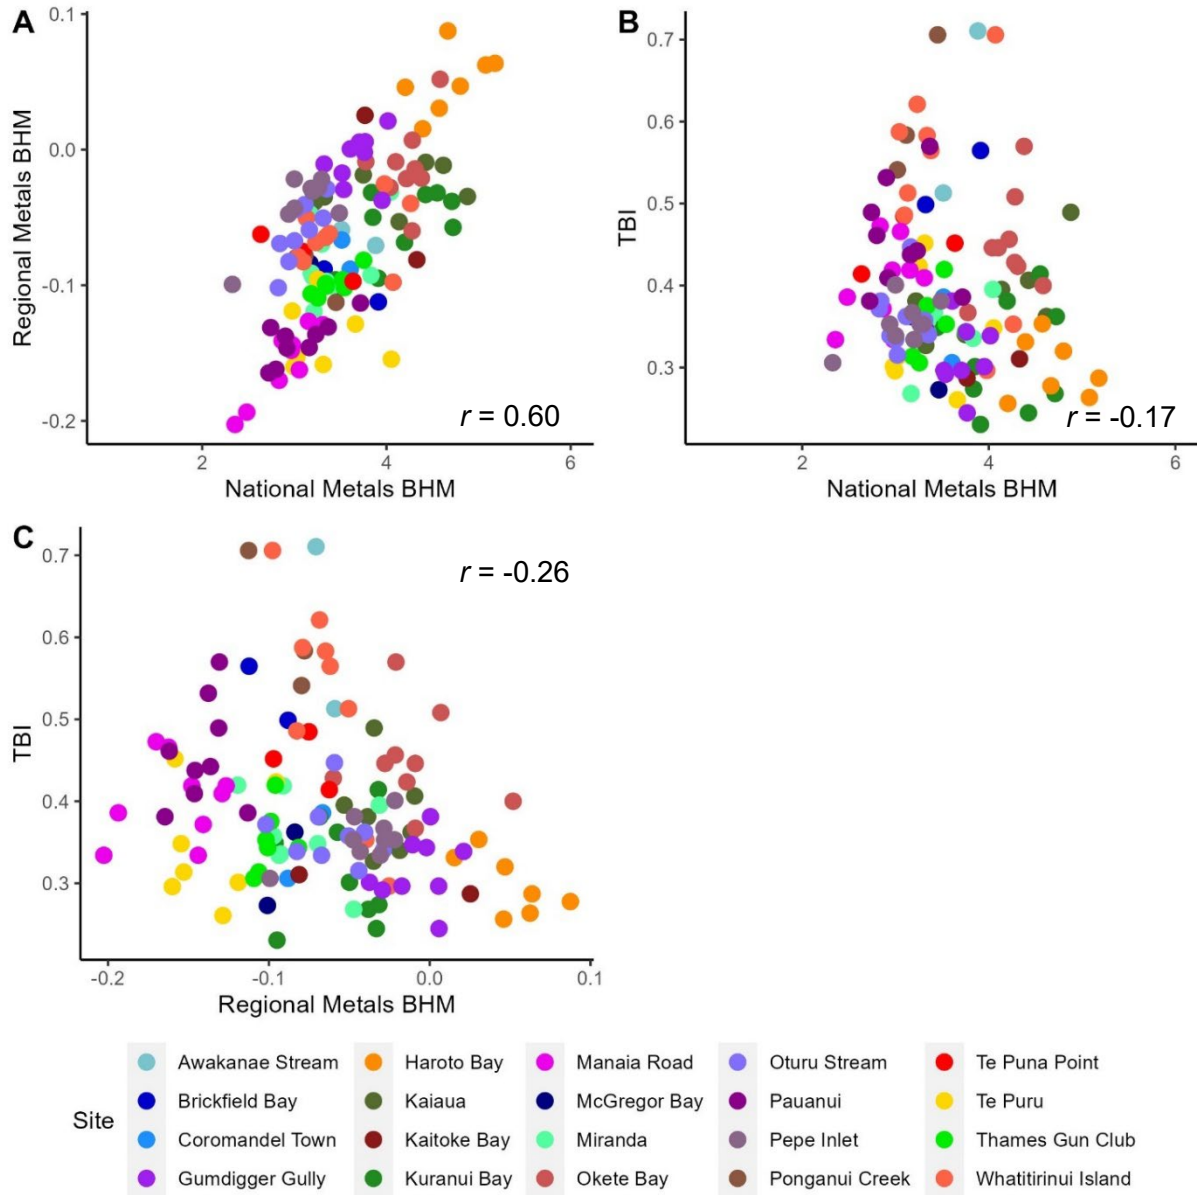 A
B
0.1
0.0
-0.1
-0.2
Regional Metals BHM
r = 0.60
2
4
6
National Metals BHM
0.7
0.6
0.5
0.4
0.3
TBI
r = -0.17
2
4
6
National Metals BHM
C
0.7
0.6
0.5
0.4
0.3
TBI
r = -0.26
-0.2
-0.1
0.0
0.1
Regional Metals BHM
Site
Awakanae Stream
Brickfield Bay
Coromandel Town
Gumdigger Gully
Haroto Bay
Kaiaua
Kaitoke Bay
Kuranui Bay
Manaia Road
McGregor Bay
Miranda
Okete Bay
Oturu Stream
Pauanui
Pepe Inlet
Ponganui Creek
Te Puna Point
Te Puru
Thames Gun Club
Whatitirinui Island